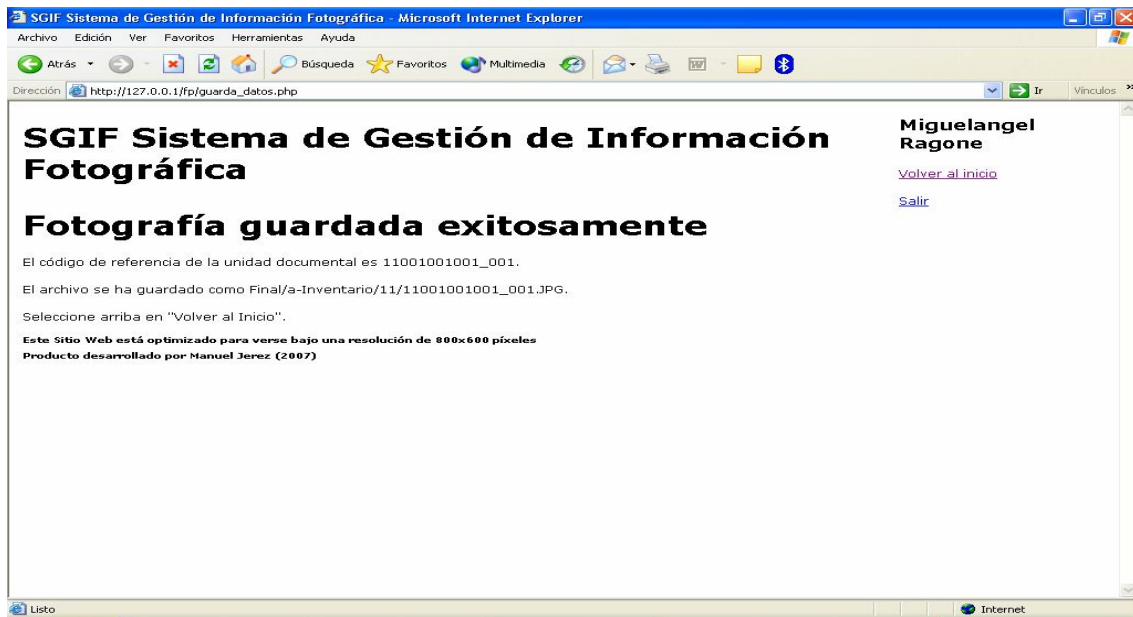 SGIF Sistema de Gestión de Información Fotográfica - Microsoft Internet Explorer
Archivo Edición Ver Favoritos Herramientas Ayuda
Atrás Búsqueda Favoritos Multimedia
Dirección http://127.0.0.1/fp/guarda_datos.php Ir Vínculos »
SGIF Sistema de Gestión de Información
Fotográfica
Miguelangel
Ragone
Volver al inicio
Salir
Fotografía guardada exitosamente
El código de referencia de la unidad documental es 11001001001_001.
El archivo se ha guardado como Final/a-Inventario/11/11001001001_001.JPG.
Seleccione arriba en "Volver al Inicio".
Este Sitio Web está optimizado para verse bajo una resolución de 800x600 píxeles
Producto desarrollado por Manuel Jerez (2007)
Listo Internet